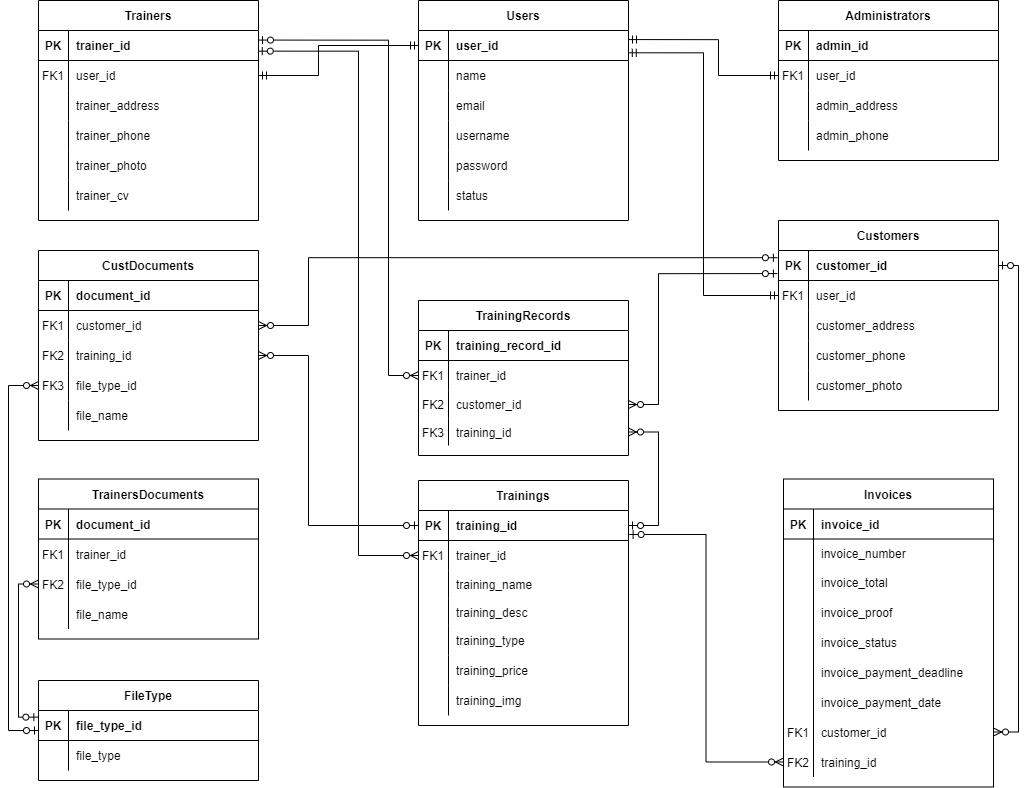 Trainers
PK trainer_id
FK1 user_id
trainer_address
trainer_phone
trainer_photo
trainer_cv
Users
PK user_id
name
email
username
password
status
Administrators
PK admin_id
FK1 user_id
admin_address
admin_phone
CustDocuments
PK document_id
FK1 customer_id
FK2 training_id
FK3 file_type_id
file_name
TrainingRecords
PK training_record_id
FK1 trainer_id
FK2 customer_id
FK3 training_id
Customers
PK customer_id
FK1 user_id
customer_address
customer_phone
customer_photo
TrainersDocuments
PK document_id
FK1 trainer_id
FK2 file_type_id
file_name
Trainings
PK training_id
FK1 trainer_id
training_name
training_desc
training_type
training_price
training_img
Invoices
PK invoice_id
invoice_number
invoice_total
invoice_proof
invoice_status
invoice_payment_deadline
invoice_payment_date
FK1 customer_id
FK2 training_id
FileType
PK file_type_id
file_type